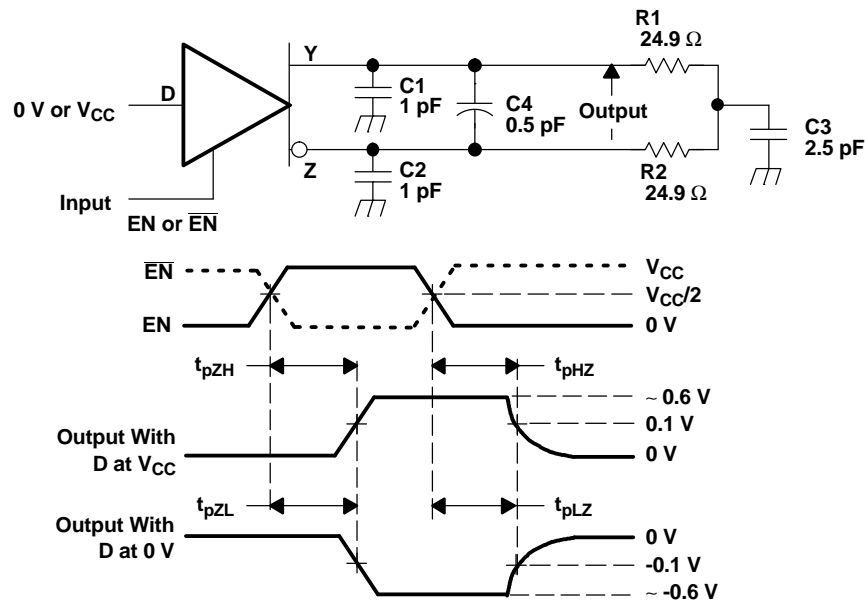 R1
24.9 Ω
Y
D
0 V or VCC
C1
1 pF
C4
0.5 pF
Output
C3
2.5 pF
Z
C2
1 pF
R2
24.9 Ω
Input
EN or E̅N̅
E̅N̅
VCC
VCC/2
EN
0 V
tpZH
tpHZ
~ 0.6 V
0.1 V
Output With
D at VCC
0 V
tpZL
tpLZ
Output With
D at 0 V
0 V
-0.1 V
~ -0.6 V